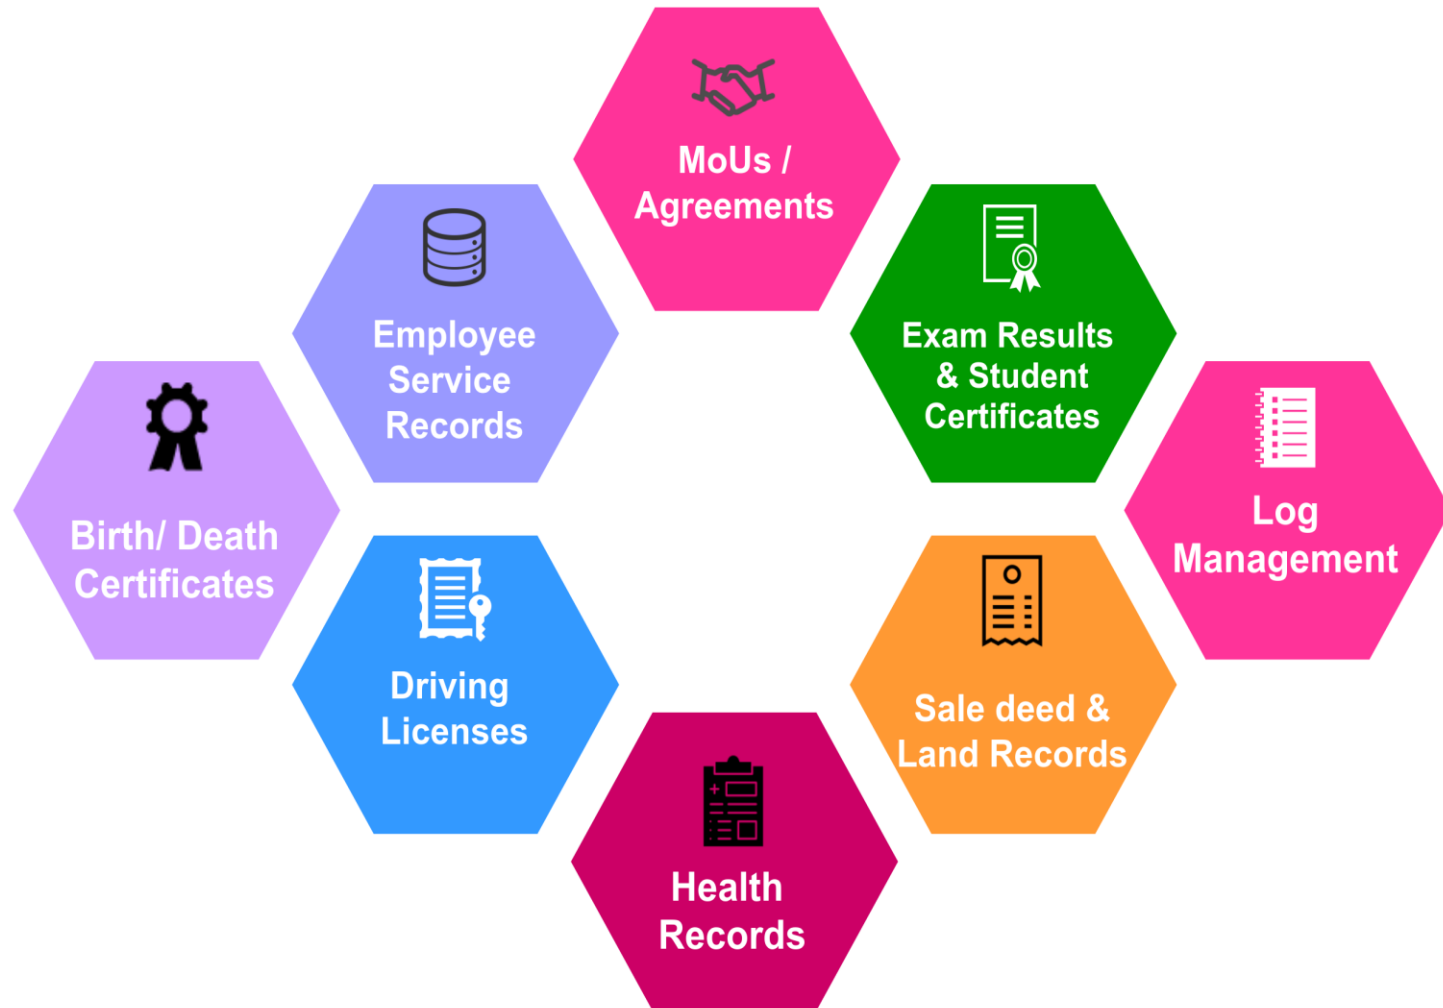 MoUs /
Agreements
Employee
Service
Records
Exam Results
& Student
Certificates
Birth/ Death
Certificates
Log
Management
Driving
Licenses
Sale deed &
Land Records
Health
Records